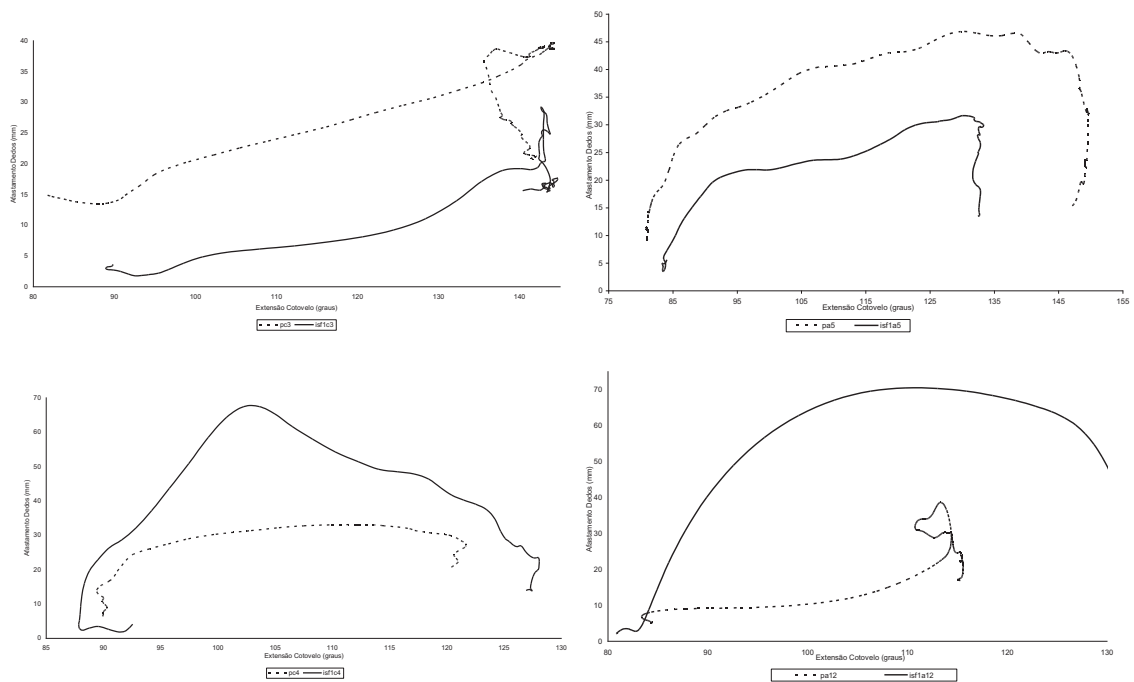 40
35
30
25
20
15
10
5
0
Afastamento Dedos (mm)
80 90 100 110 120 130 140
Extensão Cotovelo (graus)
pc3 isf1c3
50
45
40
35
30
25
20
15
10
5
0
Afastamento Dedos (mm)
75 85 95 105 115 125 135 145 155
Extensão Cotovelo (graus)
pa5 isf1a5
70
60
50
40
30
20
10
0
Afastamento Dedos (mm)
85 90 95 100 105 110 115 120 125 130
Extensão Cotovelo (graus)
pc4 isf1c4
70
60
50
40
30
20
10
0
Afastamento Dedos (mm)
80 90 100 110 120 130
Extensão Cotovelo (graus)
pa12 isf1a12